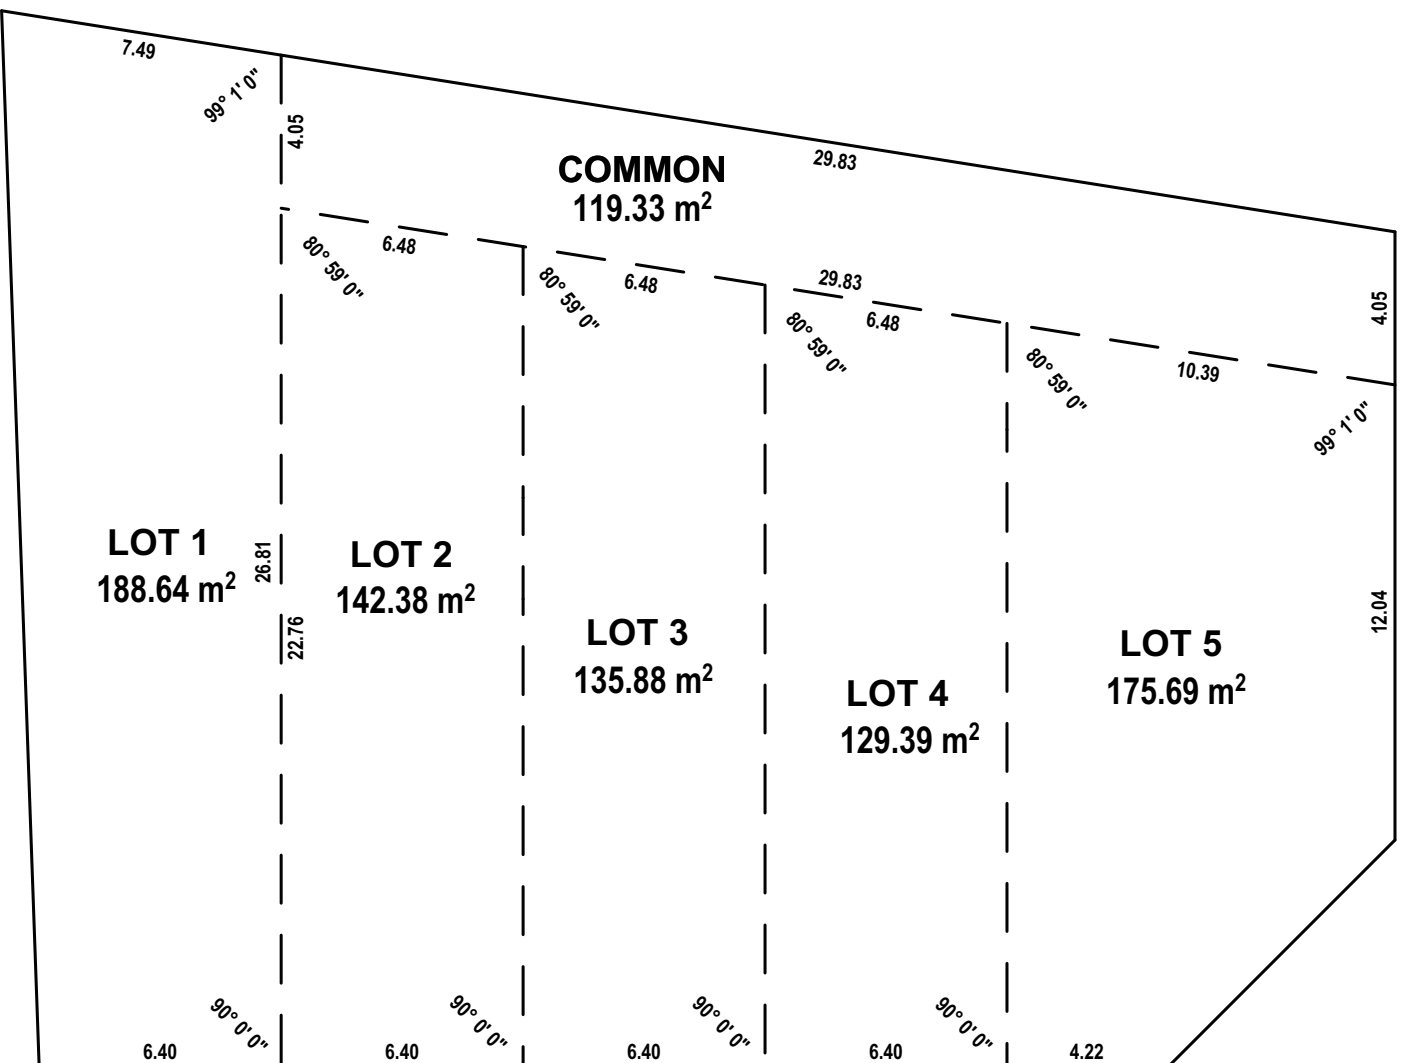 7.49
99° 1' 0"
4.05
COMMON
119.33 m²
29.83
80° 59' 0"
6.48
80° 59' 0"
6.48
29.83
80° 59' 0"
6.48
80° 59' 0"
10.39
4.05
99° 1' 0"
LOT 1
188.64 m²
26.81
22.76
LOT 2
142.38 m²
LOT 3
135.88 m²
LOT 4
129.39 m²
LOT 5
175.69 m²
12.04
90° 0' 0"
90° 0' 0"
90° 0' 0"
90° 0' 0"
6.40
6.40
6.40
6.40
4.22